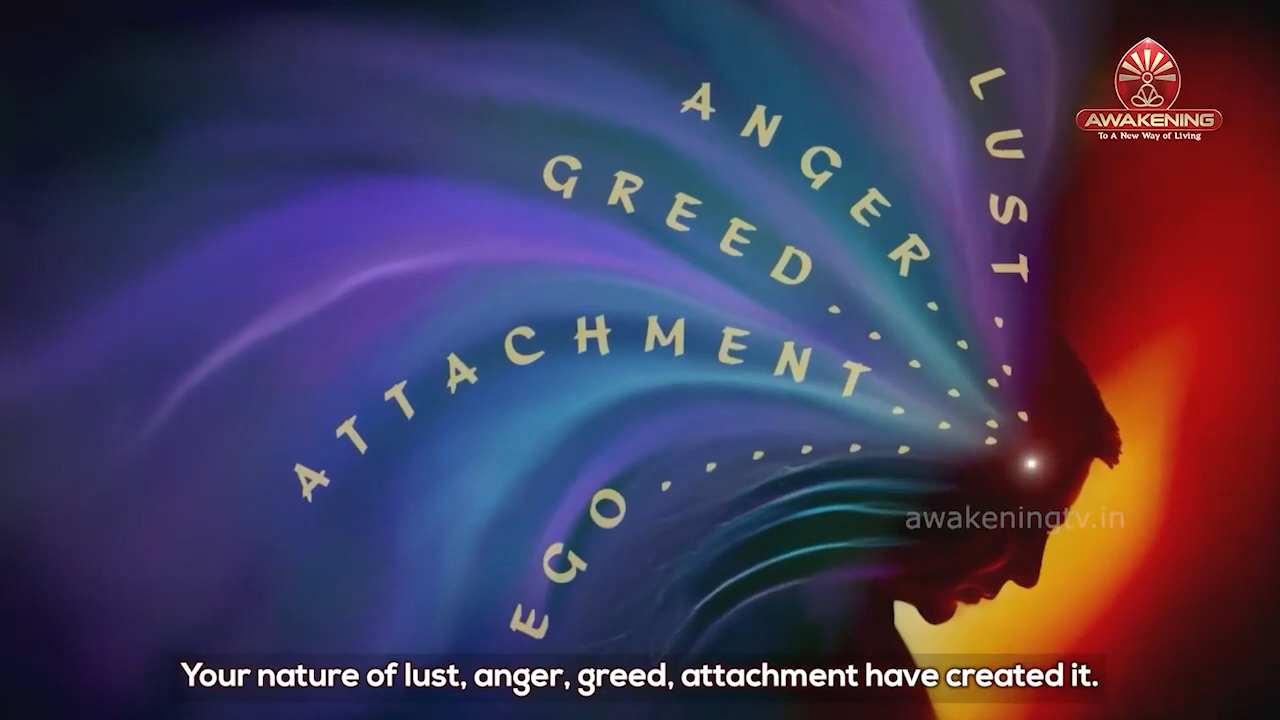 LUST
ANGER
GREED
ATTACHMENT
EGO
AWAKENING
To A New Way of Living
awakeningtv.in
Your nature of lust, anger, greed, attachment have created it.